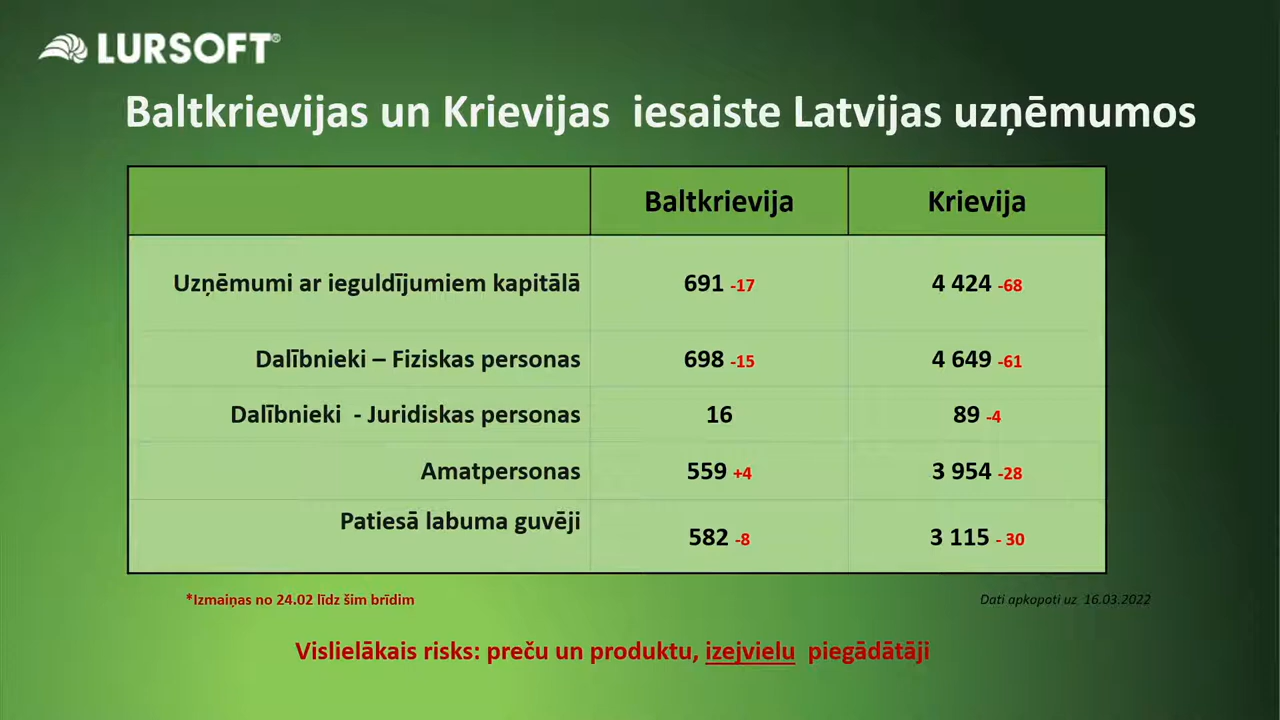 LURSOFT®
Baltkrievijas un Krievijas iesaiste Latvijas uzņēmumos
Baltkrievija Krievija
Uzņēmumi ar ieguldījumiem kapitālā 691 -17 4 424 -68
Dalībnieki – Fiziskas personas 698 -15 4 649 -61
Dalībnieki - Juridiskas personas 16 89 -4
Amatpersonas 559 +4 3 954 -28
Patiesā labuma guvēji 582 -8 3 115 - 30
*Izmaiņas no 24.02 līdz šim brīdim Dati apkopoti uz 16.03.2022
Vislielākais risks: preču un produktu, izejvielu piegādātāji